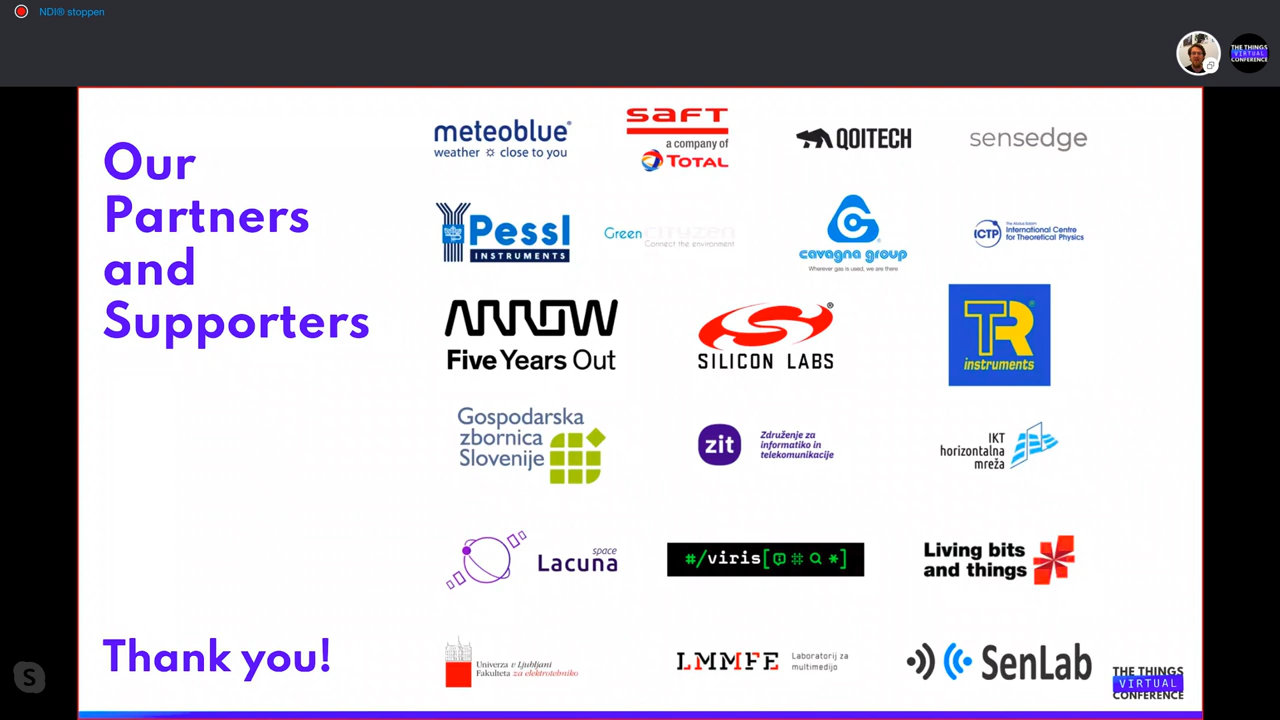 NDI® stoppen
THE THINGS
VIRTUAL
CONFERENCE
Our
Partners
and
Supporters
meteoblue®
weather close to you
SAFT
a company of
TOTAL
QOITECH
sensedge
Pessl
INSTRUMENTS
Green cityzen
Connect the environment
cavagna group®
Wherever gas is used, we are there
ICTP
The Abdus Salam
International Centre
for Theoretical Physics
ARROW
Five Years Out
SILICON LABS®
TR®
instruments
Gospodarska
zbornica
Slovenije
zit
Združenje za
informatiko in
telekomunikacije
IKT
horizontalna
mreža
space
Lacuna
#/viris[ # *]
Living bits
and things
Thank you!
Univerza v Ljubljani
Fakulteta za elektrotehniko
LMMFE
Laboratorij za
multimedijo
SenLab
THE THINGS
VIRTUAL
CONFERENCE
S